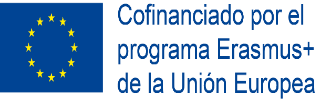 Cofinanciado por el
programa Erasmus+
de la Unión Europea